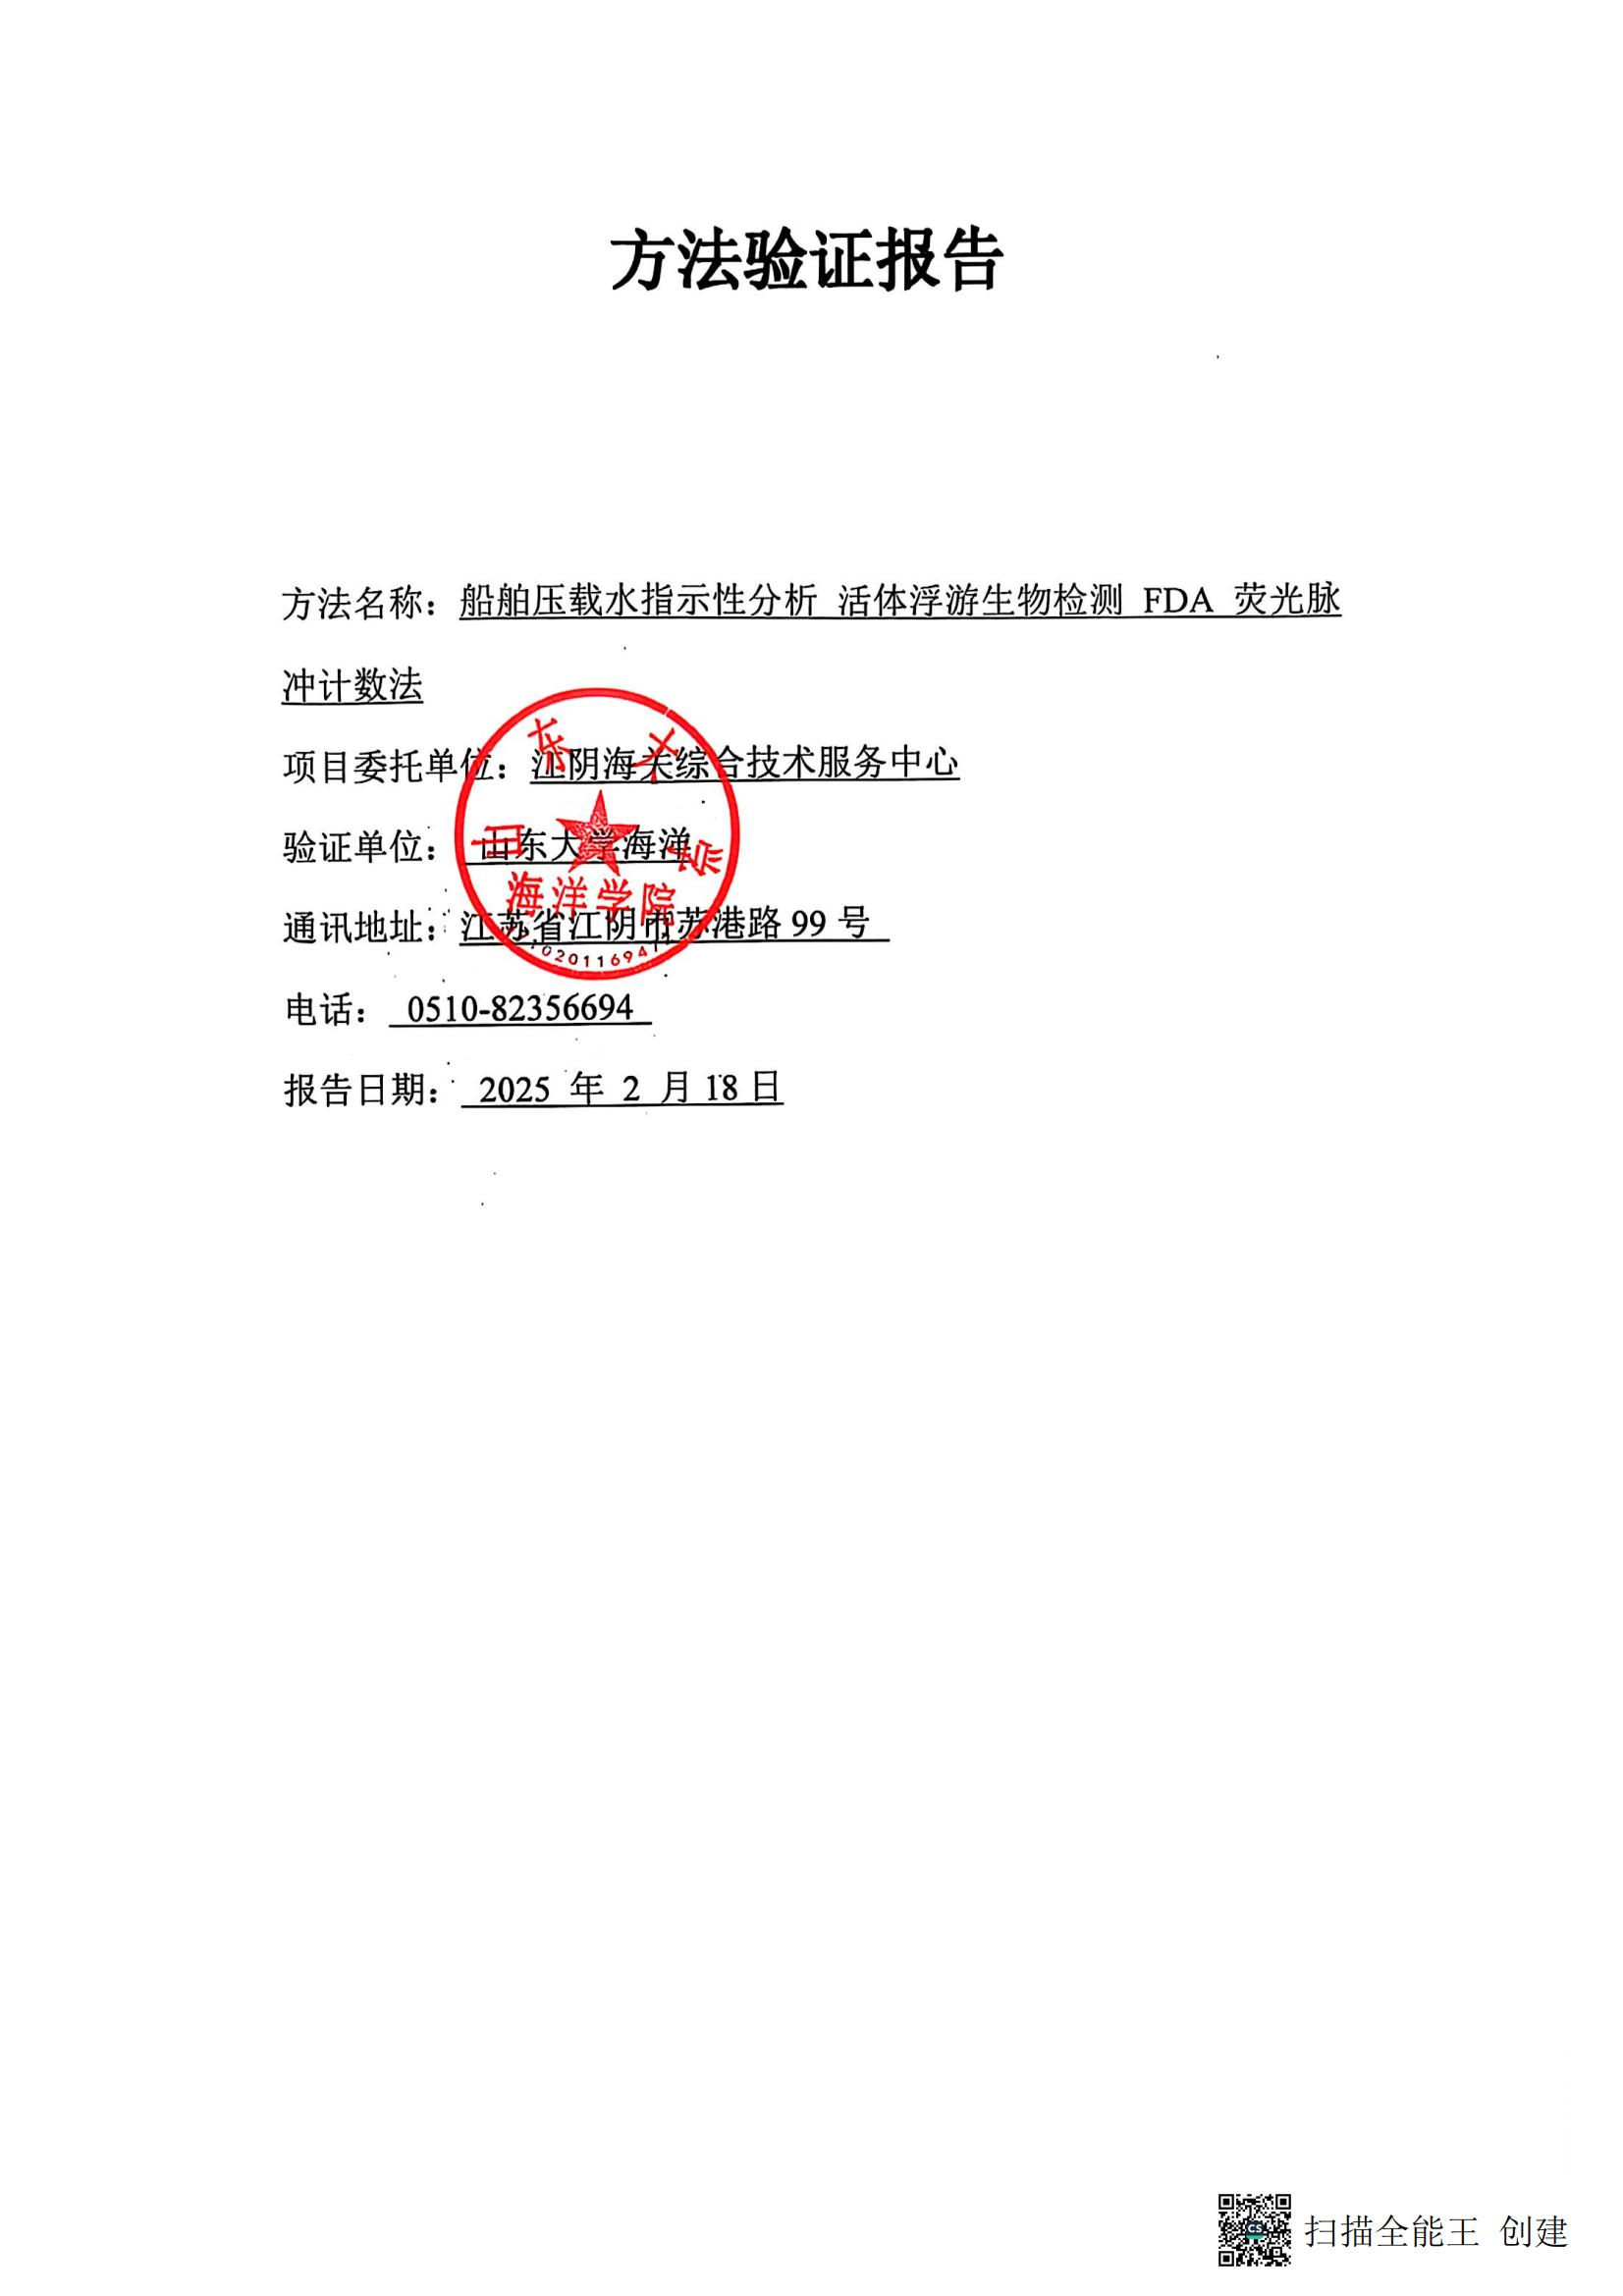 方法验证报告
方法名称：船舶压载水指示性分析 活体浮游生物检测 FDA 荧光脉
冲计数法
项目委托单位：江阴海关综合技术服务中心
验证单位：山东大学海洋
通讯地址：江苏省江阴市苏港路 99 号
电话：0510-82356694
报告日期：2025 年 2 月 18 日
山东大学
海洋学院
扫描全能王 创建